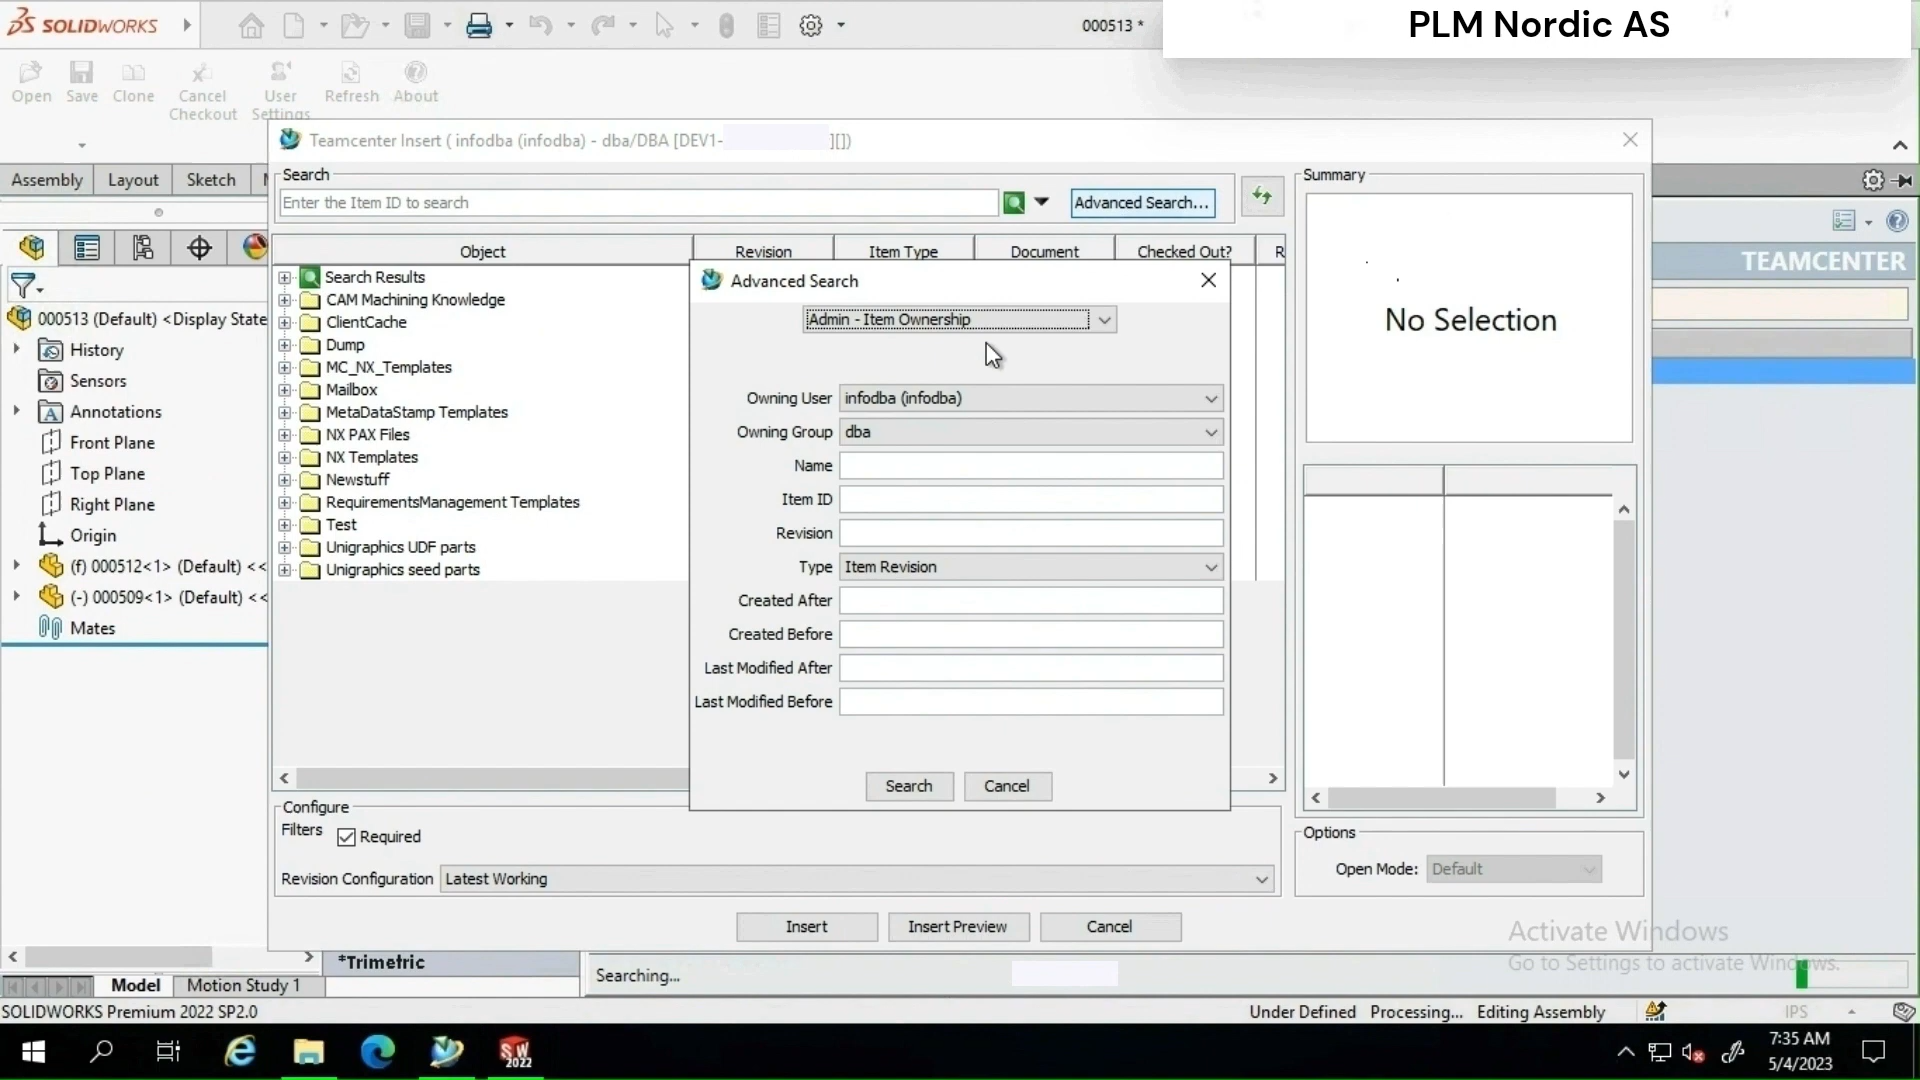 SOLIDWORKS
000513 *
PLM Nordic AS
Open
Save
Clone
Cancel
Checkout
User
Settings
Refresh
About
Teamcenter Insert ( infodba (infodba) - dba/DBA [DEV1-
][])
Assembly
Layout
Sketch
Search
Enter the Item ID to search
Advanced Search...
Summary
Object
Revision
Item Type
Document
Checked Out?
R
TEAMCENTER
Search Results
CAM Machining Knowledge
ClientCache
Dump
MC_NX_Templates
Mailbox
MetaDataStamp Templates
NX PAX Files
NX Templates
Newstuff
RequirementsManagement Templates
Test
Unigraphics UDF parts
Unigraphics seed parts
000513 (Default) <Display State
History
Sensors
Annotations
Front Plane
Top Plane
Right Plane
Origin
(f) 000512<1> (Default) <<
(-) 000509<1> (Default) <<
Mates
Advanced Search
Admin - Item Ownership
Owning User
infodba (infodba)
Owning Group
dba
Name
Item ID
Revision
Type
Item Revision
Created After
Created Before
Last Modified After
Last Modified Before
Search
Cancel
No Selection
Configure
Filters
Required
Revision Configuration
Latest Working
Options
Open Mode:
Default
Insert
Insert Preview
Cancel
Activate Windows
Go to Settings to activate Windows.
*Trimetric
Searching...
Model
Motion Study 1
SOLIDWORKS Premium 2022 SP2.0
Under Defined
Processing...
Editing Assembly
IPS
SW
2022
7:35 AM
5/4/2023